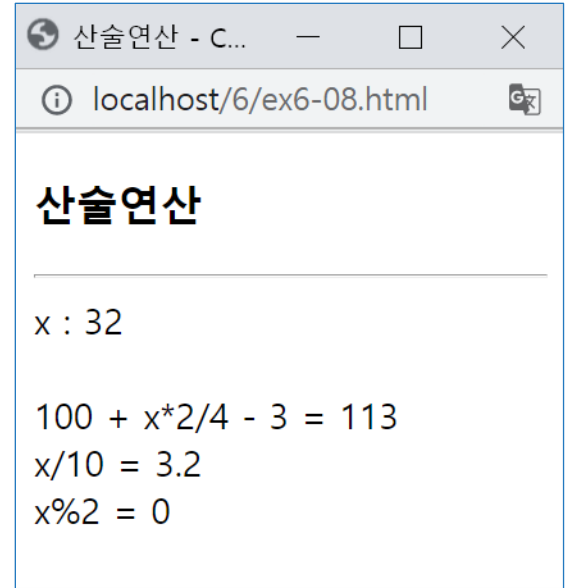 산술연산 - C...
localhost/6/ex6-08.html
산술연산
x : 32
100 + x*2/4 - 3 = 113
x/10 = 3.2
x%2 = 0